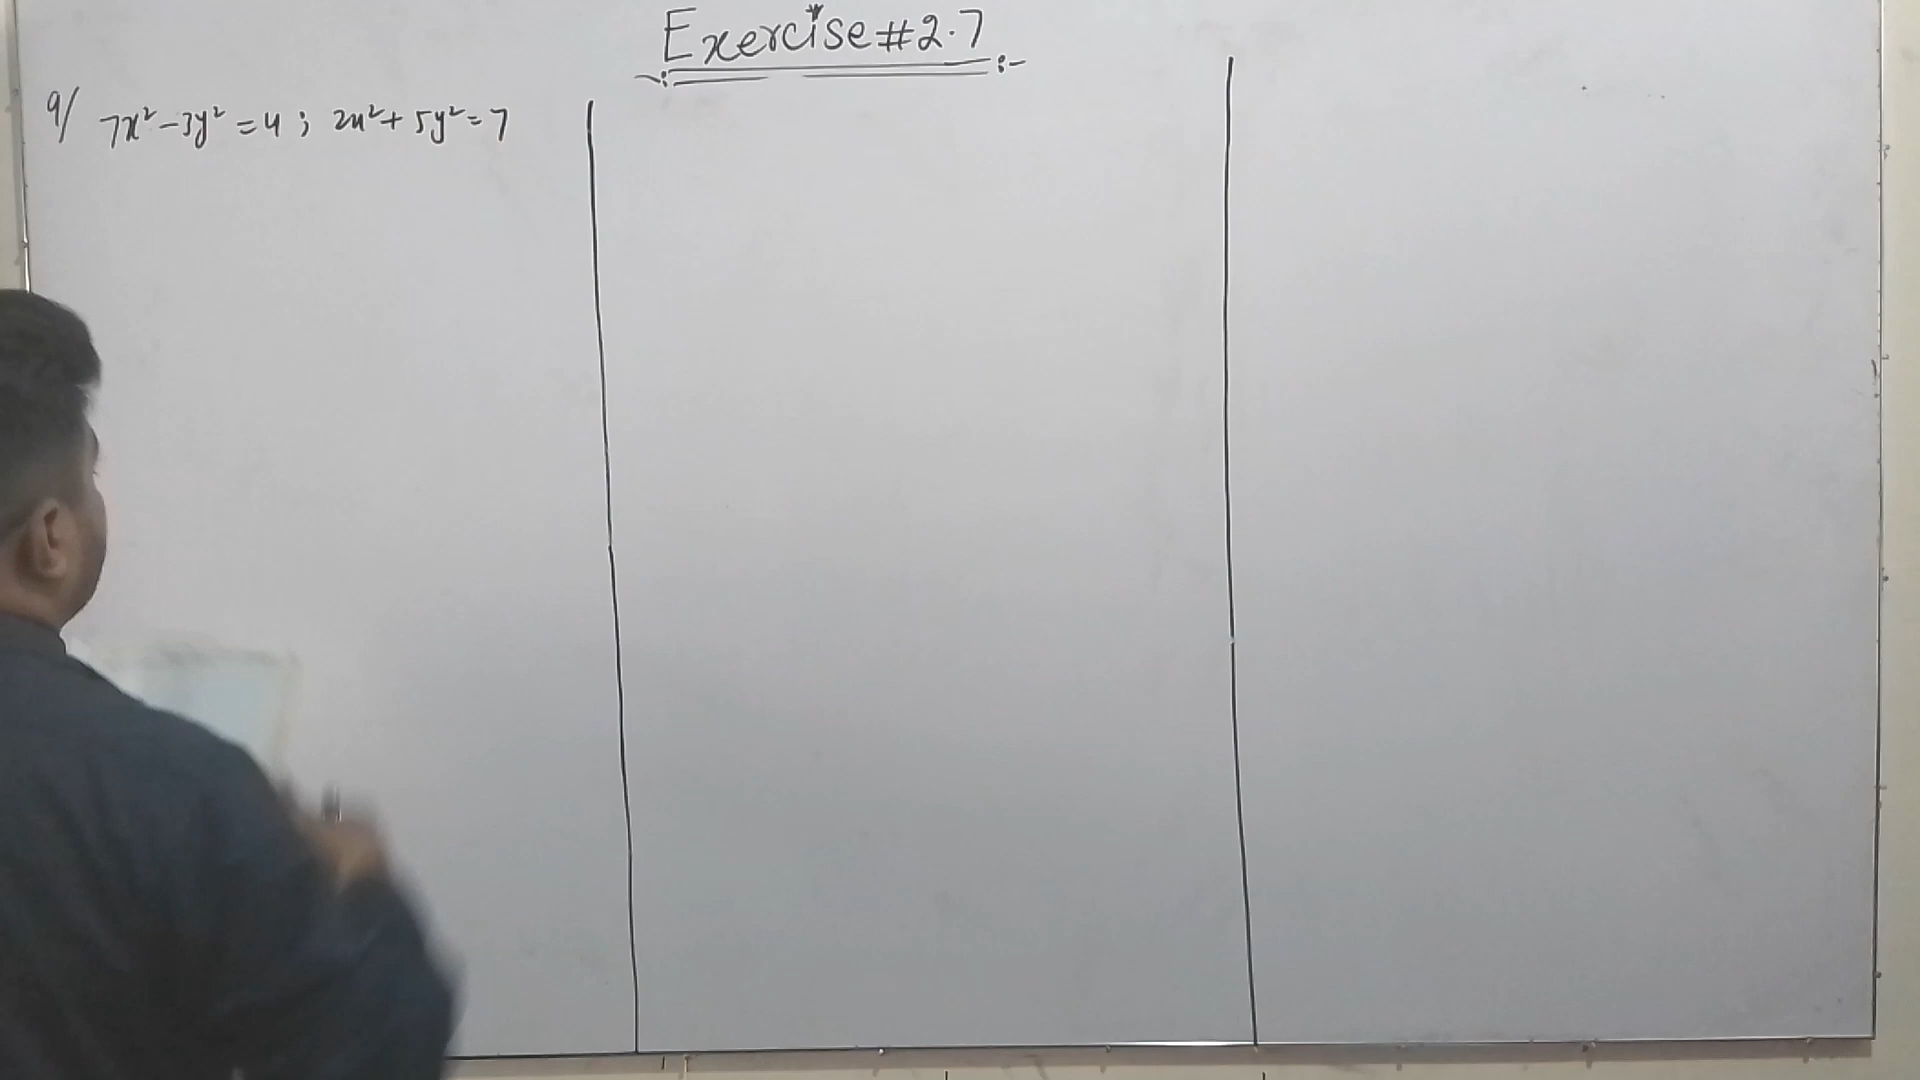 Exercise #2.7
9/ 7x² - 3y² = 4 ; 2x² + 5y² = 7